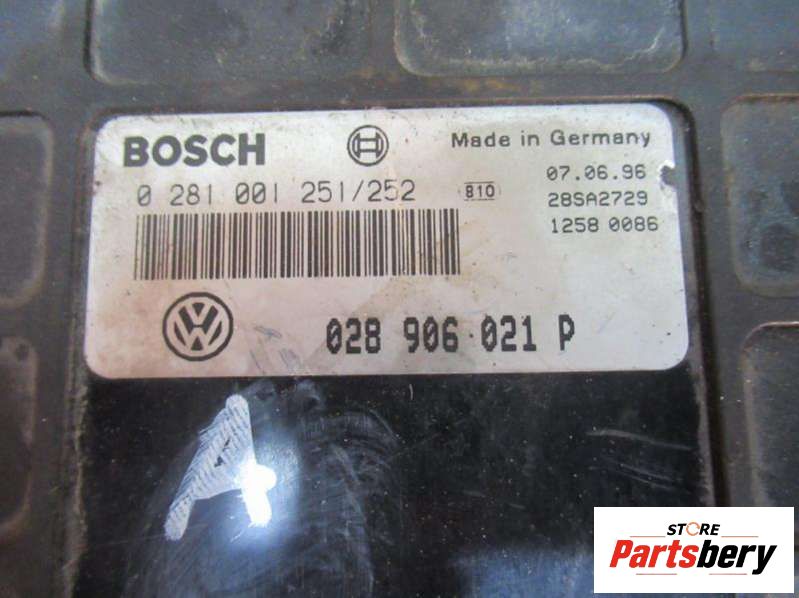 BOSCH
Made in Germany
0 281 001 251/252
810
07.06.96
28SA2729
1258 0086
VW
028 906 021 P
A
STORE
Partsbery